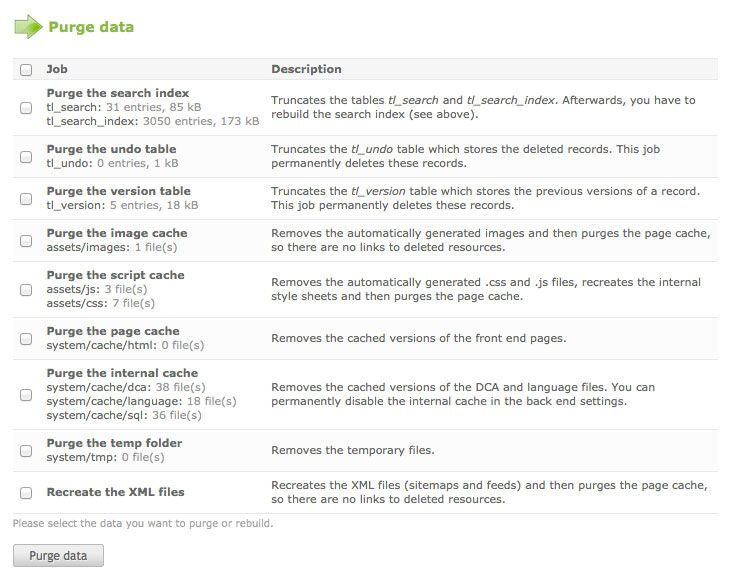 Purge data
Job Description
Purge the search index
tl_search: 31 entries, 85 kB
tl_search_index: 3050 entries, 173 kB
Truncates the tables tl_search and tl_search_index. Afterwards, you have to
rebuild the search index (see above).
Purge the undo table
tl_undo: 0 entries, 1 kB
Truncates the tl_undo table which stores the deleted records. This job
permanently deletes these records.
Purge the version table
tl_version: 5 entries, 18 kB
Truncates the tl_version table which stores the previous versions of a record.
This job permanently deletes these records.
Purge the image cache
assets/images: 1 file(s)
Removes the automatically generated images and then purges the page cache,
so there are no links to deleted resources.
Purge the script cache
assets/js: 3 file(s)
assets/css: 7 file(s)
Removes the automatically generated .css and .js files, recreates the internal
style sheets and then purges the page cache.
Purge the page cache
system/cache/html: 0 file(s)
Removes the cached versions of the front end pages.
Purge the internal cache
system/cache/dca: 38 file(s)
system/cache/language: 18 file(s)
system/cache/sql: 36 file(s)
Removes the cached versions of the DCA and language files. You can
permanently disable the internal cache in the back end settings.
Purge the temp folder
system/tmp: 0 file(s)
Removes the temporary files.
Recreate the XML files
Recreates the XML files (sitemaps and feeds) and then purges the page cache,
so there are no links to deleted resources.
Please select the data you want to purge or rebuild.
Purge data